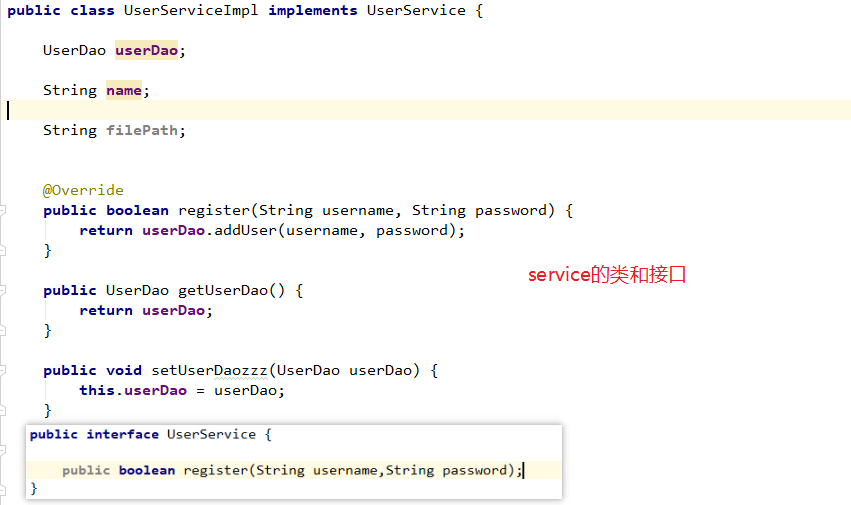 public class UserServiceImpl implements UserService {
UserDao userDao;
String name;
String filePath;
@Override
public boolean register(String username, String password) {
return userDao.addUser(username, password);
}
service的类和接口
public UserDao getUserDao() {
return userDao;
}
public void setUserDaozzz(UserDao userDao) {
this.userDao = userDao;
}
public interface UserService {
public boolean register(String username,String password);
}